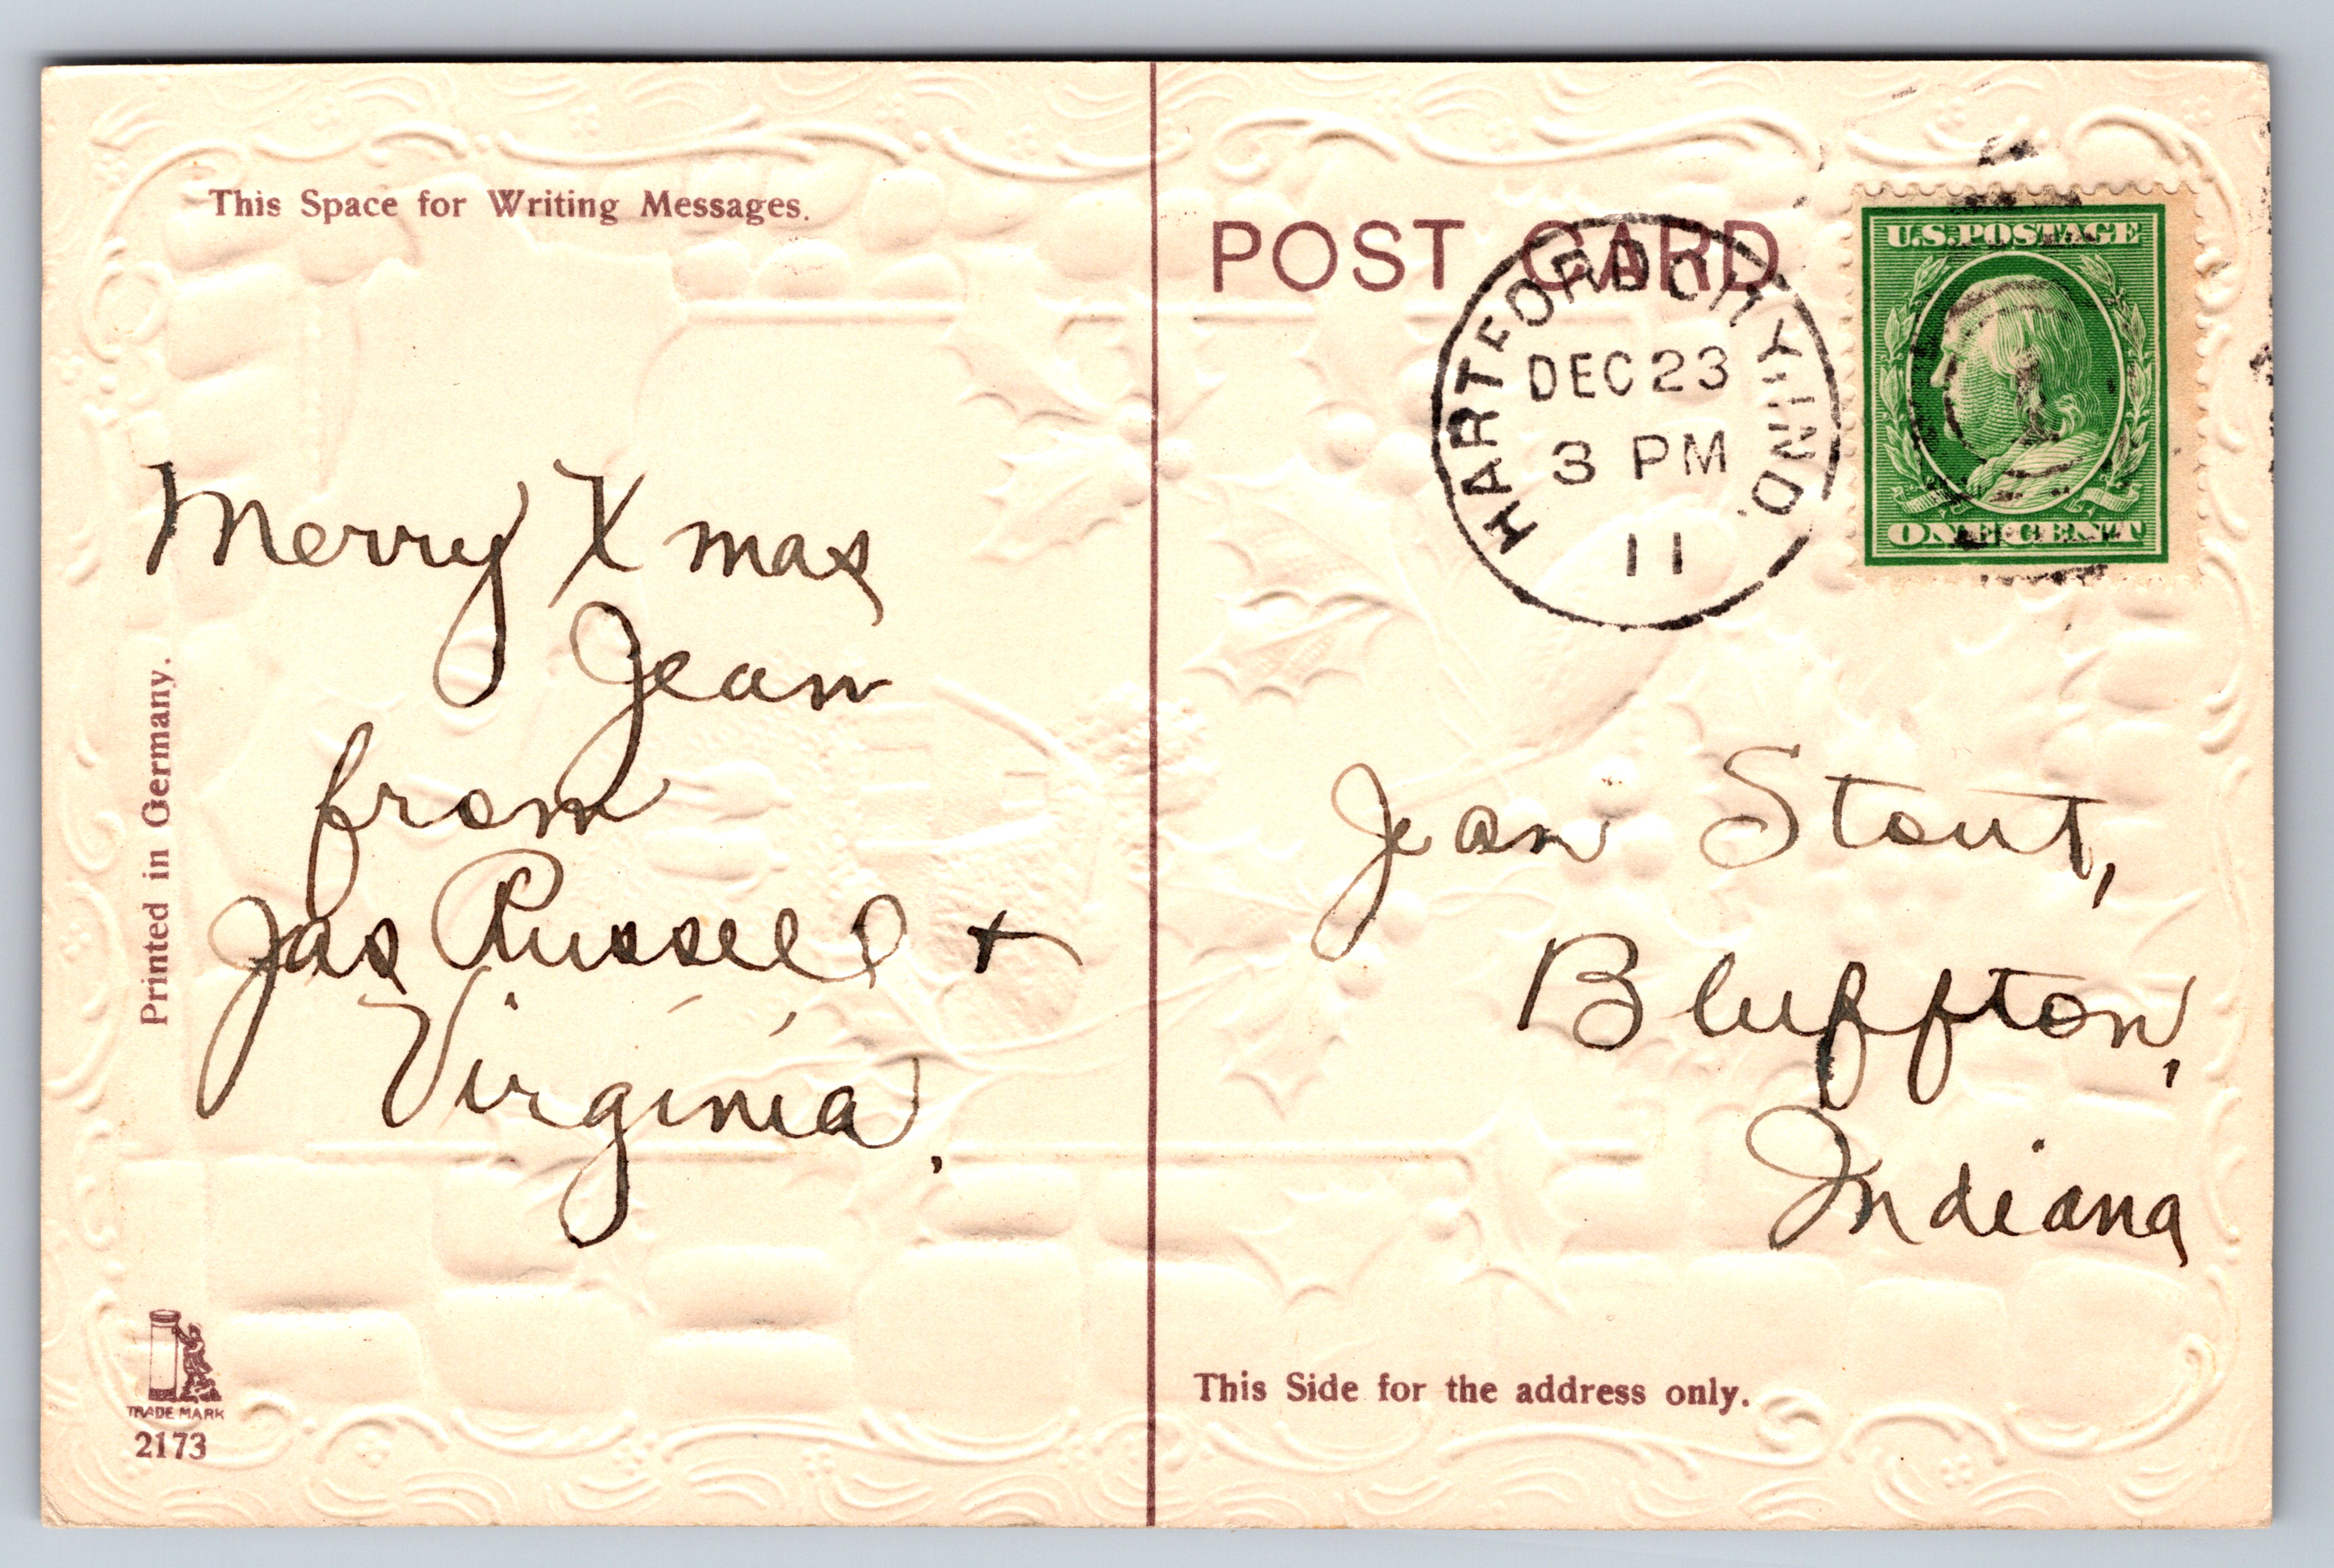 This Space for Writing Messages.
Merry Xmas
Jean
from
Jas Russell +
Virginia.
Printed in Germany.
TRADE MARK
2173
POST CARD
HARTFORD CITY, IND.
DEC 23
3 PM
11
U.S. POSTAGE
1
ONE CENT
Jean Stout,
Bluffton,
Indiana
This Side for the address only.